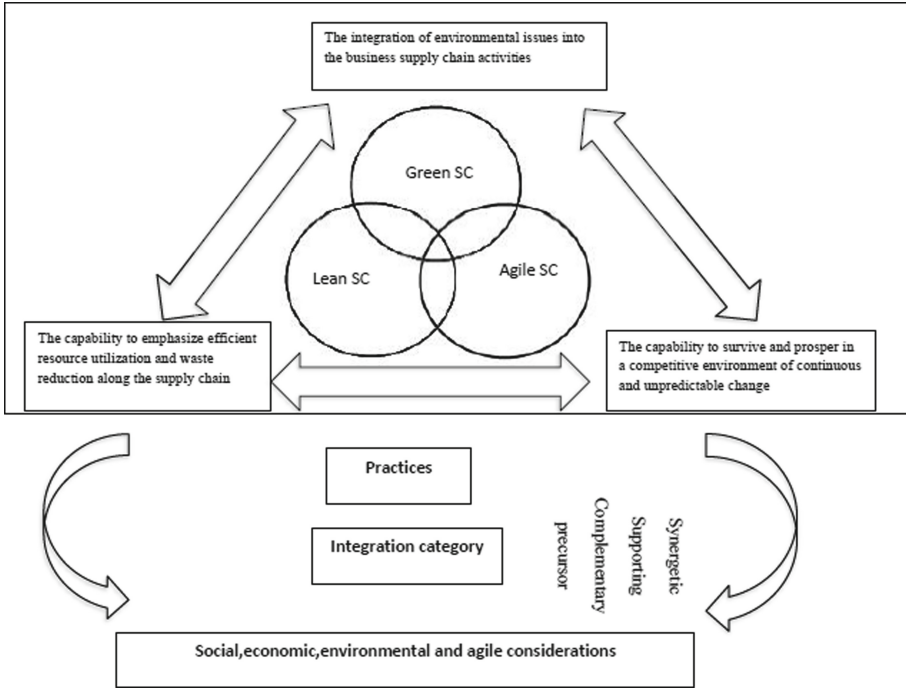 The integration of environmental issues into
the business supply chain activities
Green SC
Lean SC
Agile SC
The capability to emphasize efficient
resource utilization and waste
reduction along the supply chain
The capability to survive and prosper in
a competitive environment of continuous
and unpredictable change
Practices
Integration category
precursor
Complementary
Supporting
Synergetic
Social,economic,environmental and agile considerations